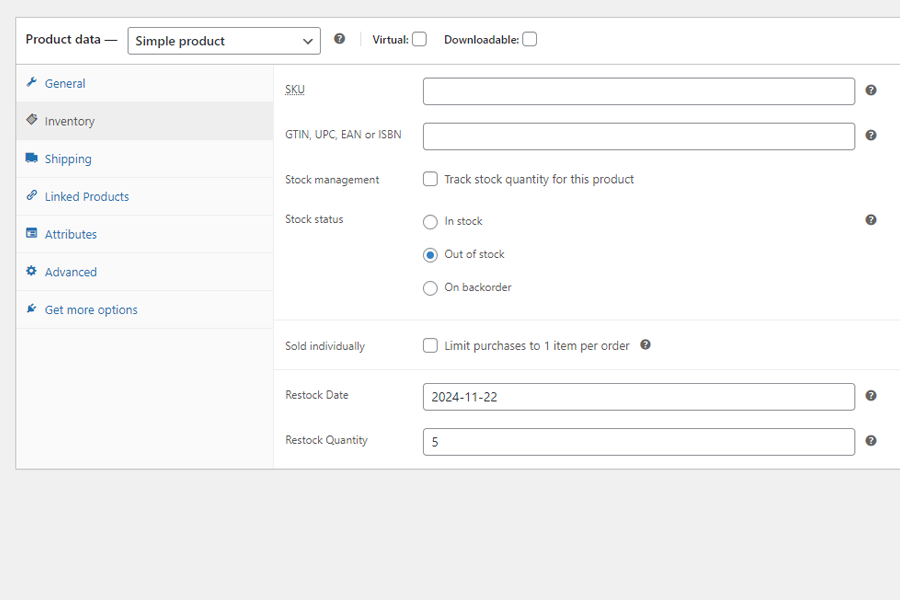 Product data — Simple product Virtual: Downloadable:
General
Inventory
Shipping
Linked Products
Attributes
Advanced
Get more options
SKU
GTIN, UPC, EAN or ISBN
Stock management Track stock quantity for this product
Stock status In stock
Out of stock
On backorder
Sold individually Limit purchases to 1 item per order
Restock Date 2024-11-22
Restock Quantity 5